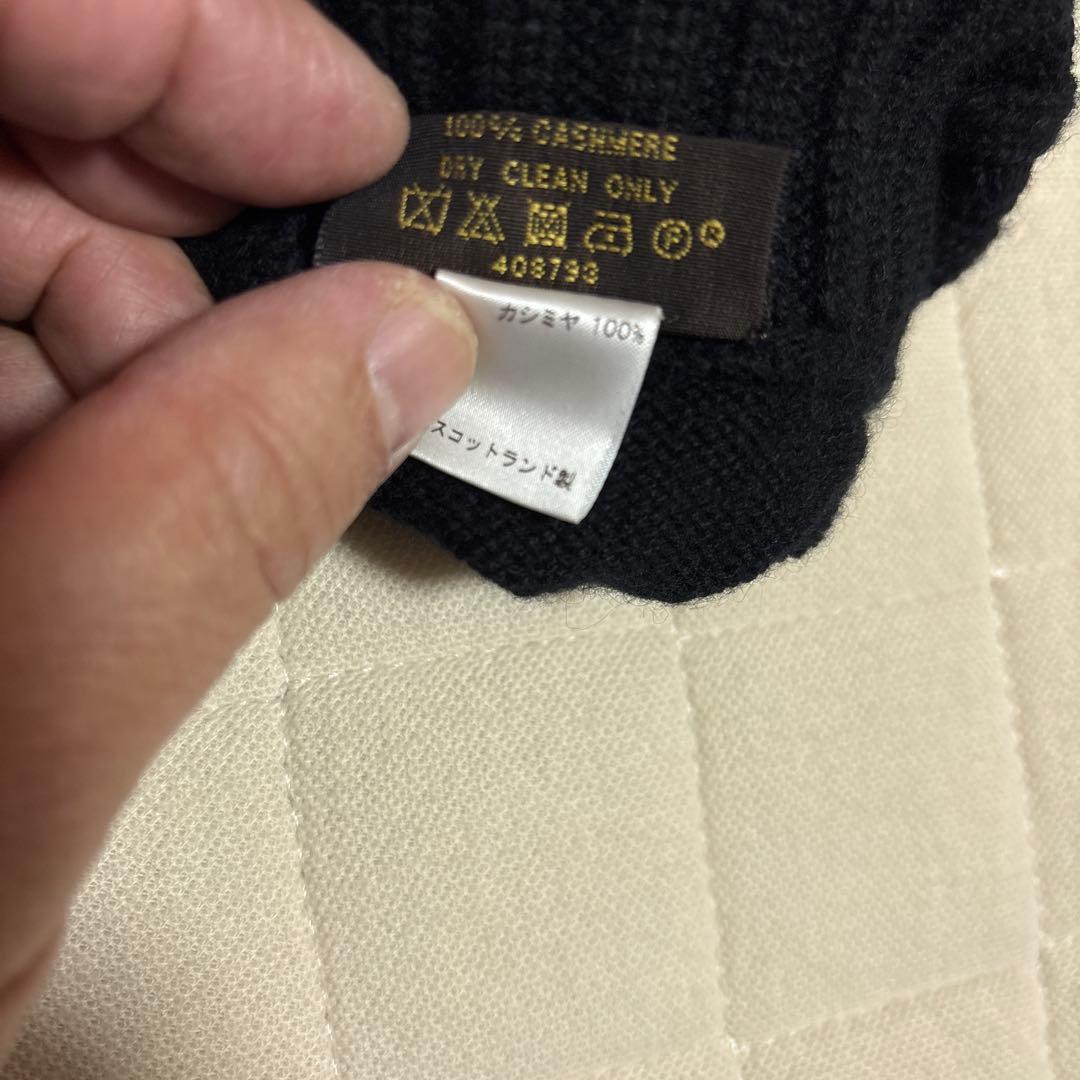 100% CASHMERE
DRY CLEAN ONLY
P R
408793
カシミヤ 100%
スコットランド製